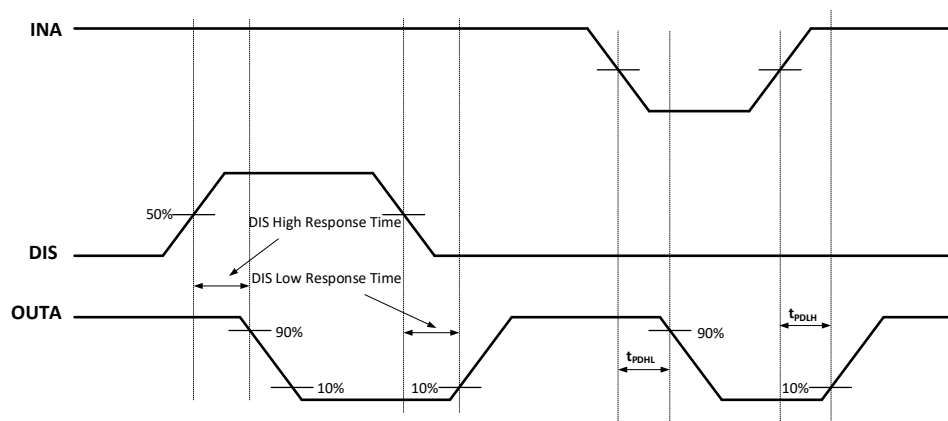 INA
50%
DIS High Response Time
DIS
DIS Low Response Time
OUTA
90%
10%
10%
tPDHL
90%
tPDLH
10%